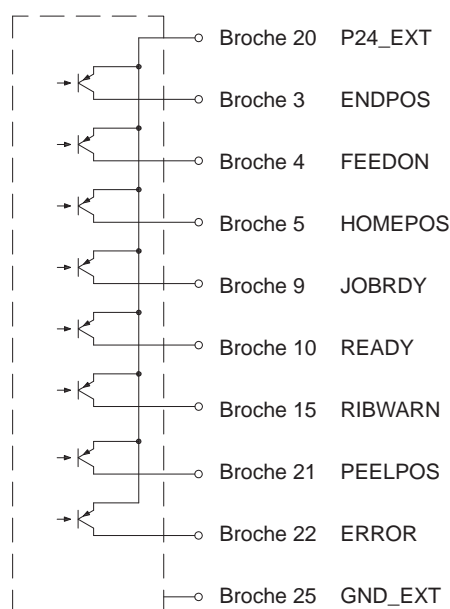 Broche 20 P24_EXT
Broche 3 ENDPOS
Broche 4 FEEDON
Broche 5 HOMEPOS
Broche 9 JOBRDY
Broche 10 READY
Broche 15 RIBWARN
Broche 21 PEELPOS
Broche 22 ERROR
Broche 25 GND_EXT